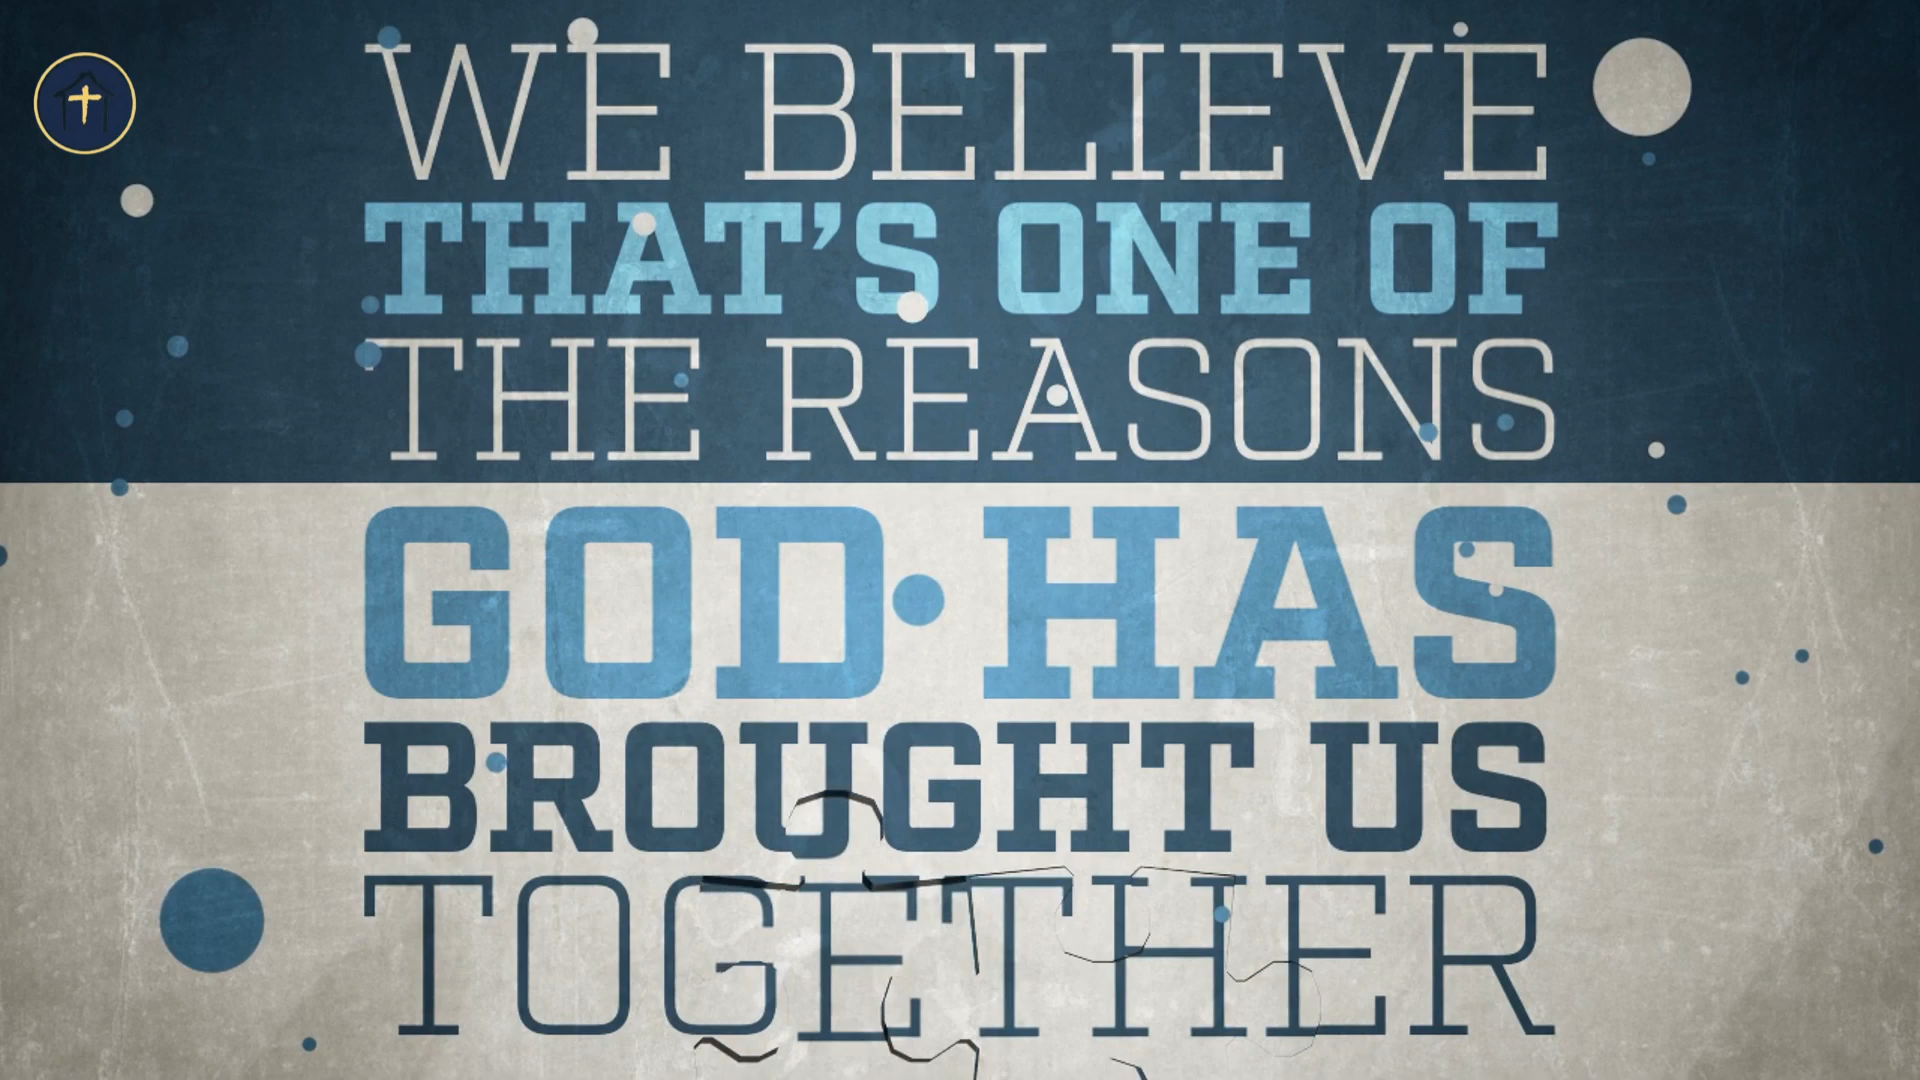 WE BELIEVE
THAT'S ONE OF
THE REASONS
GOD•HAS
BROUGHT US
TOGETHER